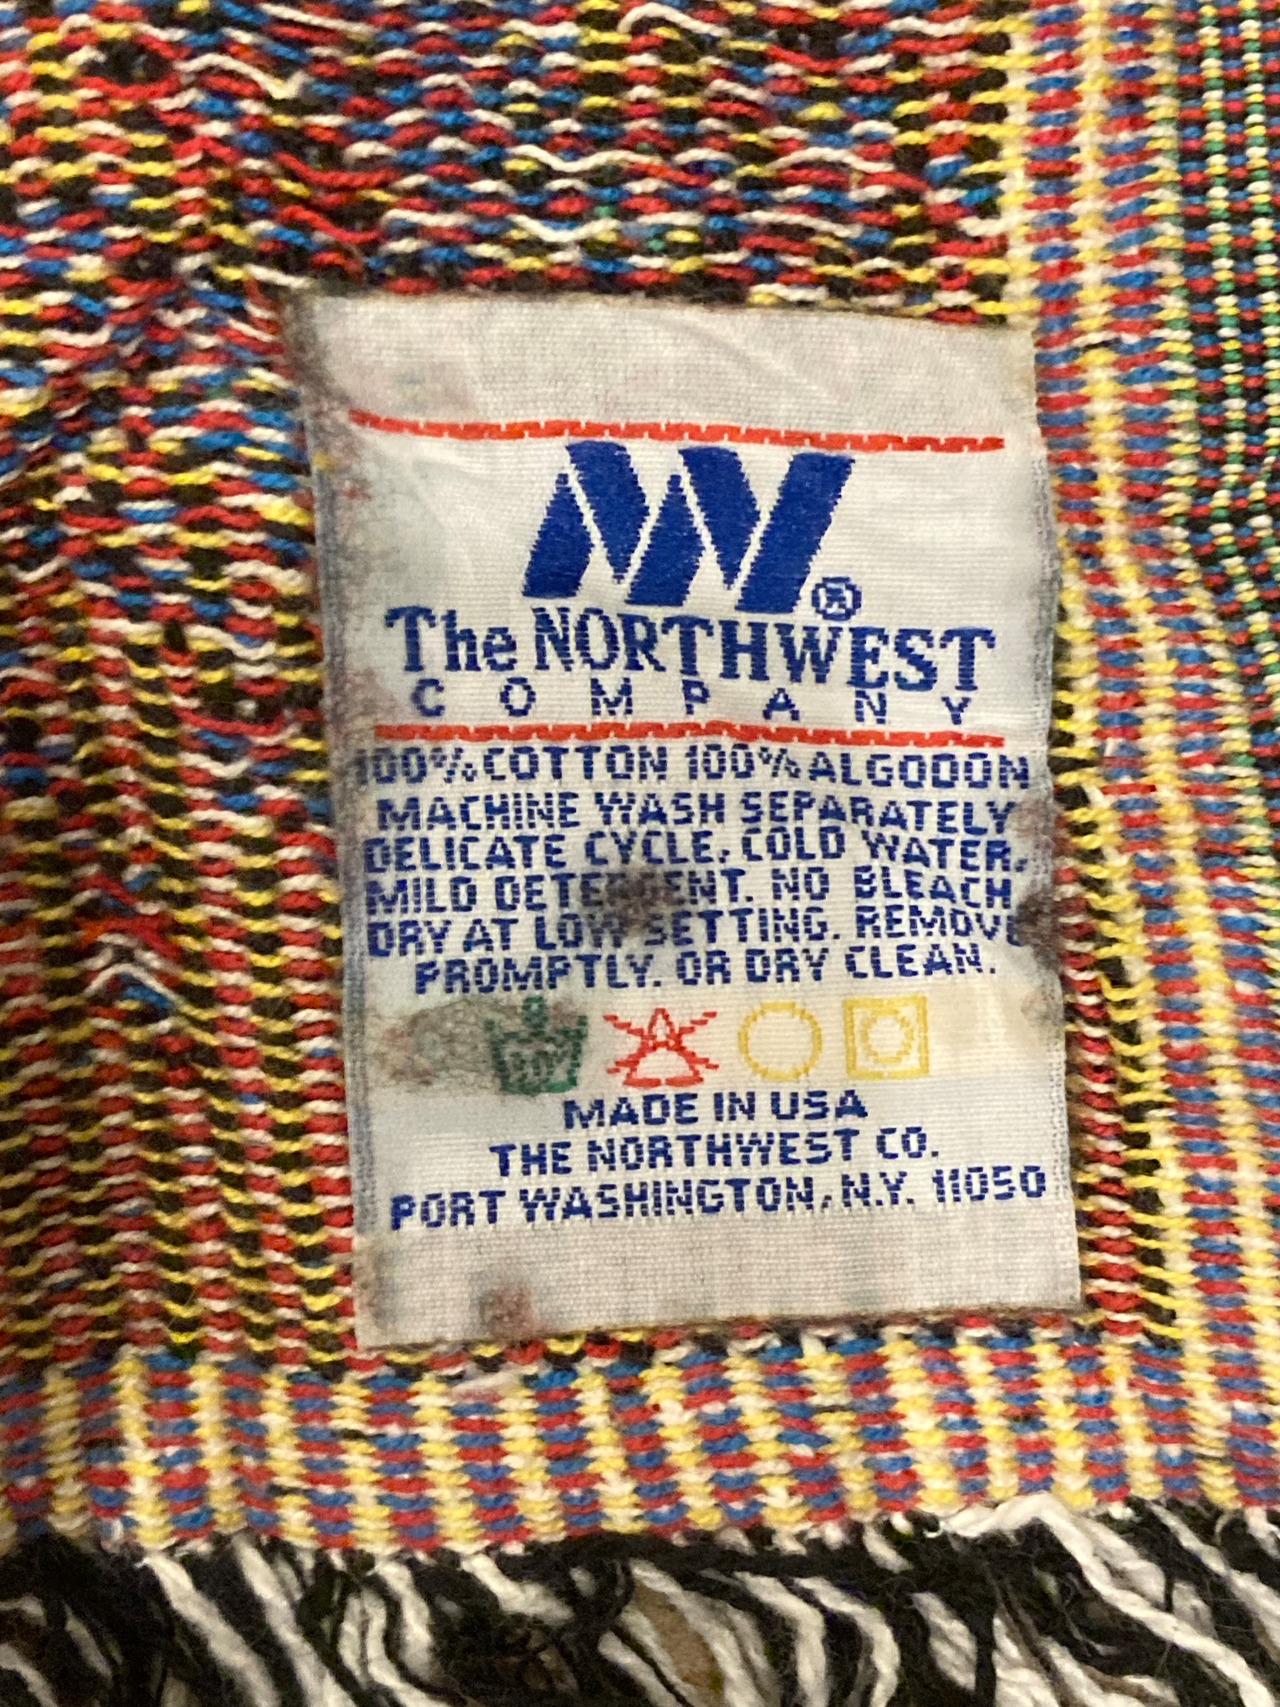 ®
The NORTHWEST
COMPANY
100% COTTON 100% ALGODON
MACHINE WASH SEPARATELY
DELICATE CYCLE. COLD WATER.
MILD DETERGENT. NO BLEACH
DRY AT LOW SETTING. REMOVE
PROMPTLY. OR DRY CLEAN.
MADE IN USA
THE NORTHWEST CO.
PORT WASHINGTON, N.Y. 11050